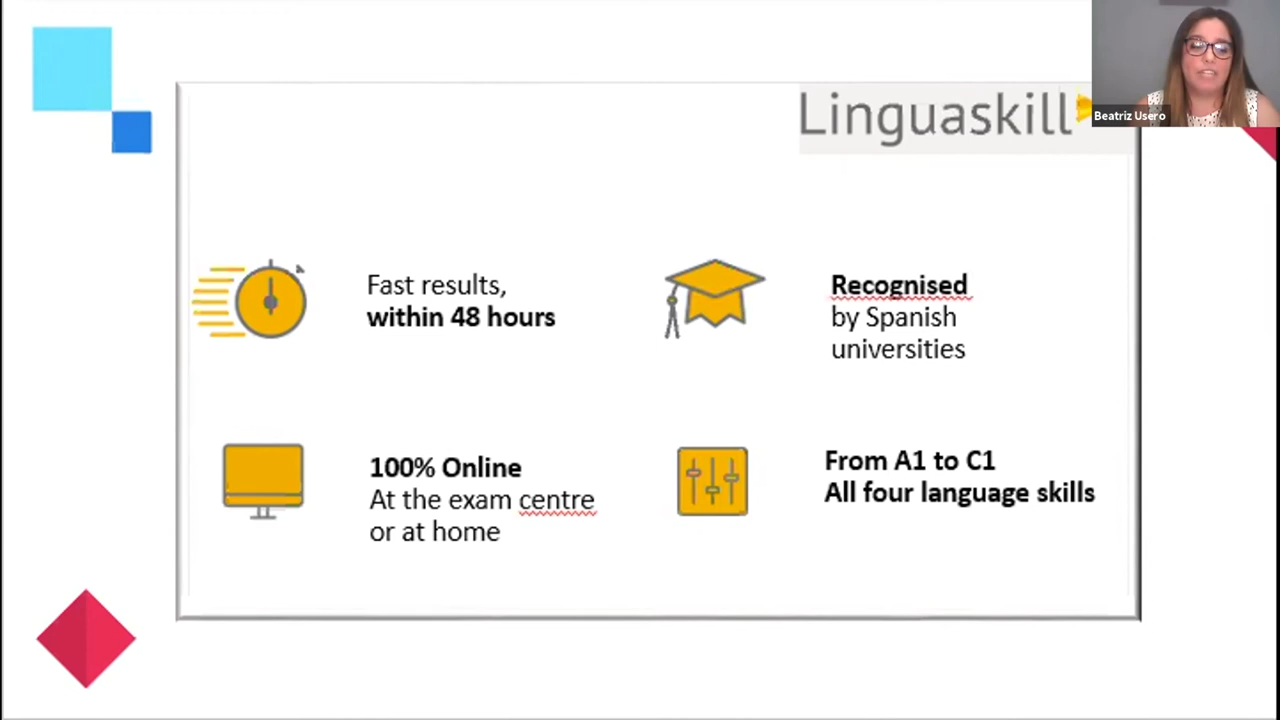 Linguaskill
Beatriz Usero
Fast results,
within 48 hours
Recognised
by Spanish
universities
100% Online
At the exam centre
or at home
From A1 to C1
All four language skills